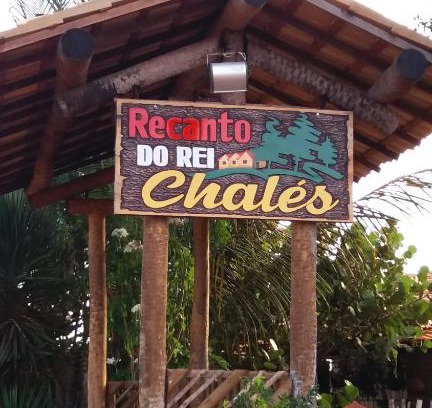 Recanto
DO REI
Chalés